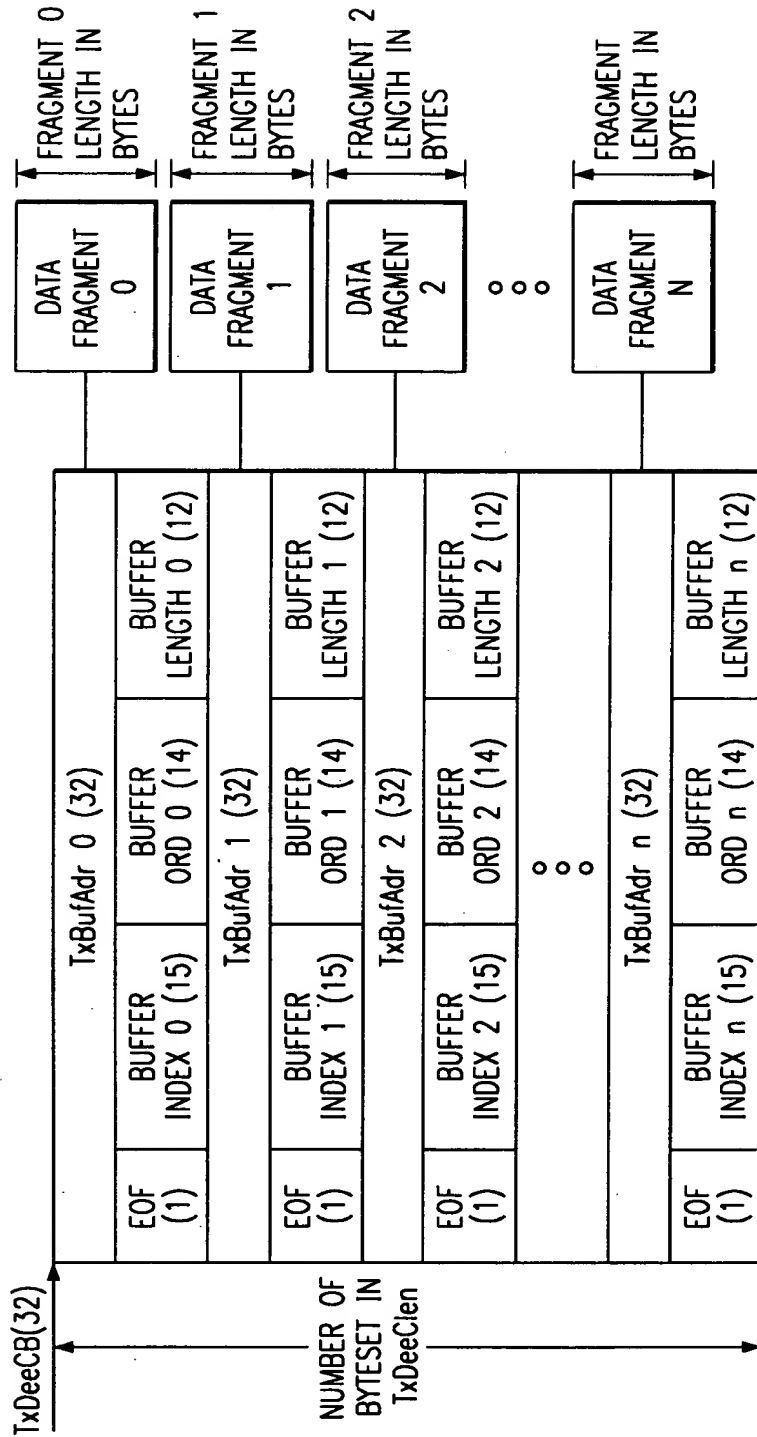 TxDeeCB(32)
NUMBER OF
BYTESET IN
TxDeeClen
TxBufAdr 0 (32)
EOF
(1)
BUFFER
INDEX 0 (15)
BUFFER
ORD 0 (14)
BUFFER
LENGTH 0 (12)
TxBufAdr 1 (32)
EOF
(1)
BUFFER
INDEX 1 (15)
BUFFER
ORD 1 (14)
BUFFER
LENGTH 1 (12)
TxBufAdr 2 (32)
EOF
(1)
BUFFER
INDEX 2 (15)
BUFFER
ORD 2 (14)
BUFFER
LENGTH 2 (12)
TxBufAdr n (32)
EOF
(1)
BUFFER
INDEX n (15)
BUFFER
ORD n (14)
BUFFER
LENGTH n (12)
DATA
FRAGMENT
0
FRAGMENT 0
LENGTH IN
BYTES
DATA
FRAGMENT
1
FRAGMENT 1
LENGTH IN
BYTES
DATA
FRAGMENT
2
FRAGMENT 2
LENGTH IN
BYTES
DATA
FRAGMENT
N
FRAGMENT
LENGTH IN
BYTES